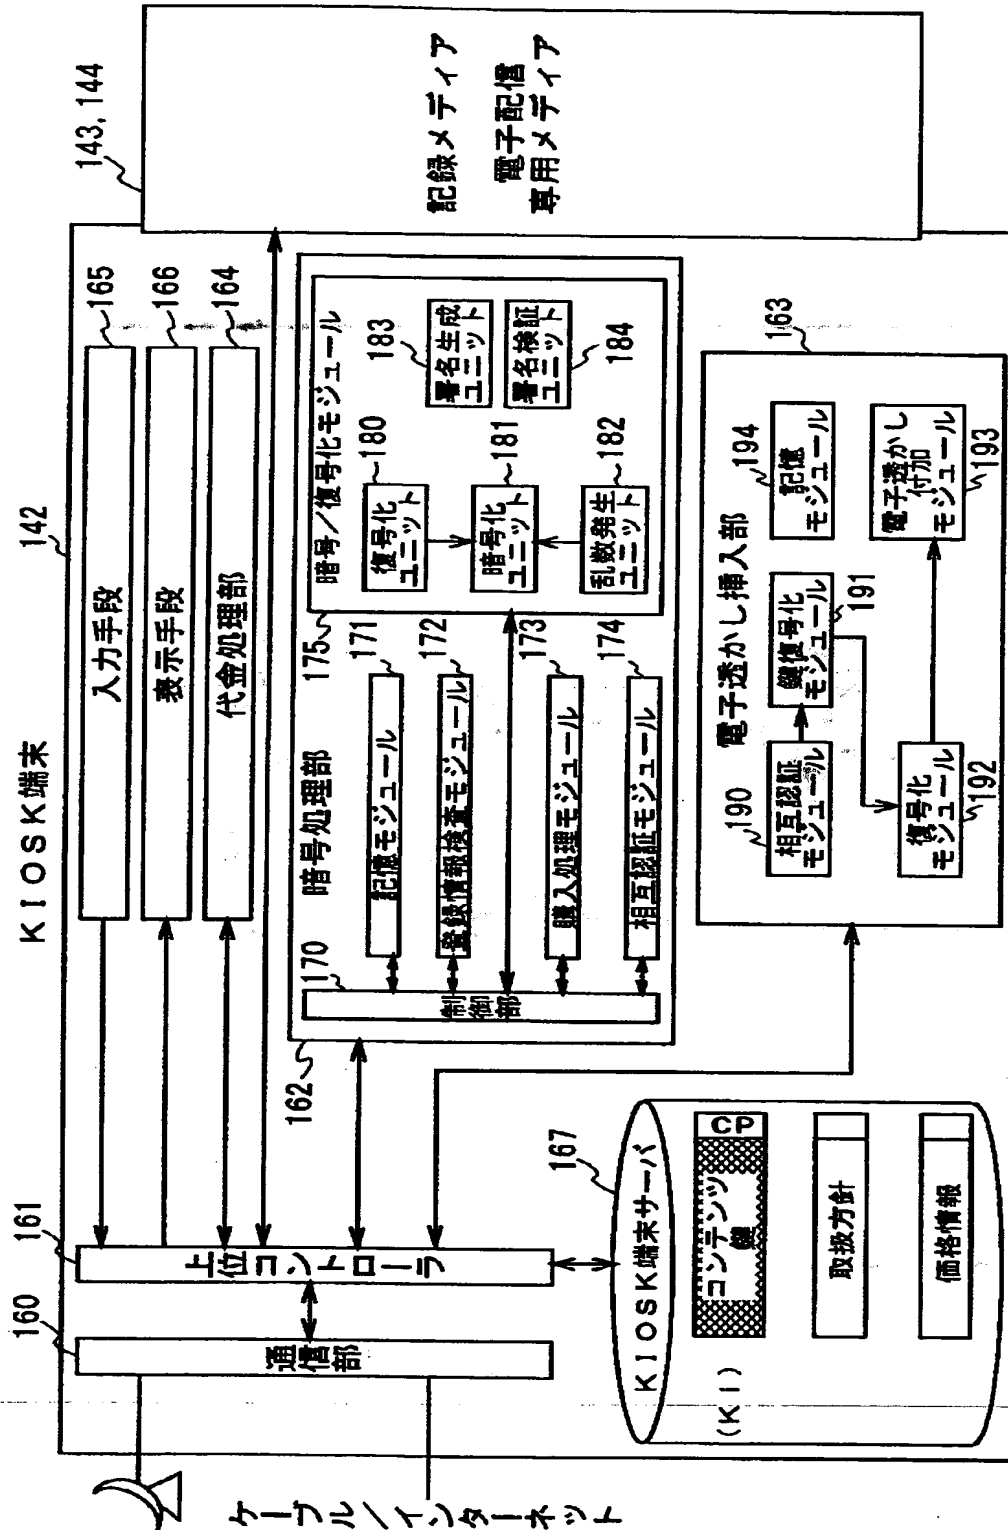 KIOSK端末
142
143, 144
記録メディア
電子配信
専用メディア
入力手段
165
表示手段
166
代金処理部
164
160
通信部
161
上位コントローラ
ケーブル／インターネット
162
暗号処理部
170
制御部
171
記憶モジュール
172
登録情報検査モジュール
173
購入処理モジュール
174
相互認証モジュール
175
暗号／復号化モジュール
180
復号化
ユニット
181
暗号化
ユニット
182
乱数発生
ユニット
183
署名生成
ユニット
184
署名検証
ユニット
163
電子透かし挿入部
190
相互認証
モジュール
191
鍵復号化
モジュール
192
復号化
モジュール
193
電子透かし
付加
モジュール
194
記憶
モジュール
167
KIOSK端末サーバ
(KI)
コンテンツ
鍵
CP
取扱方針
価格情報